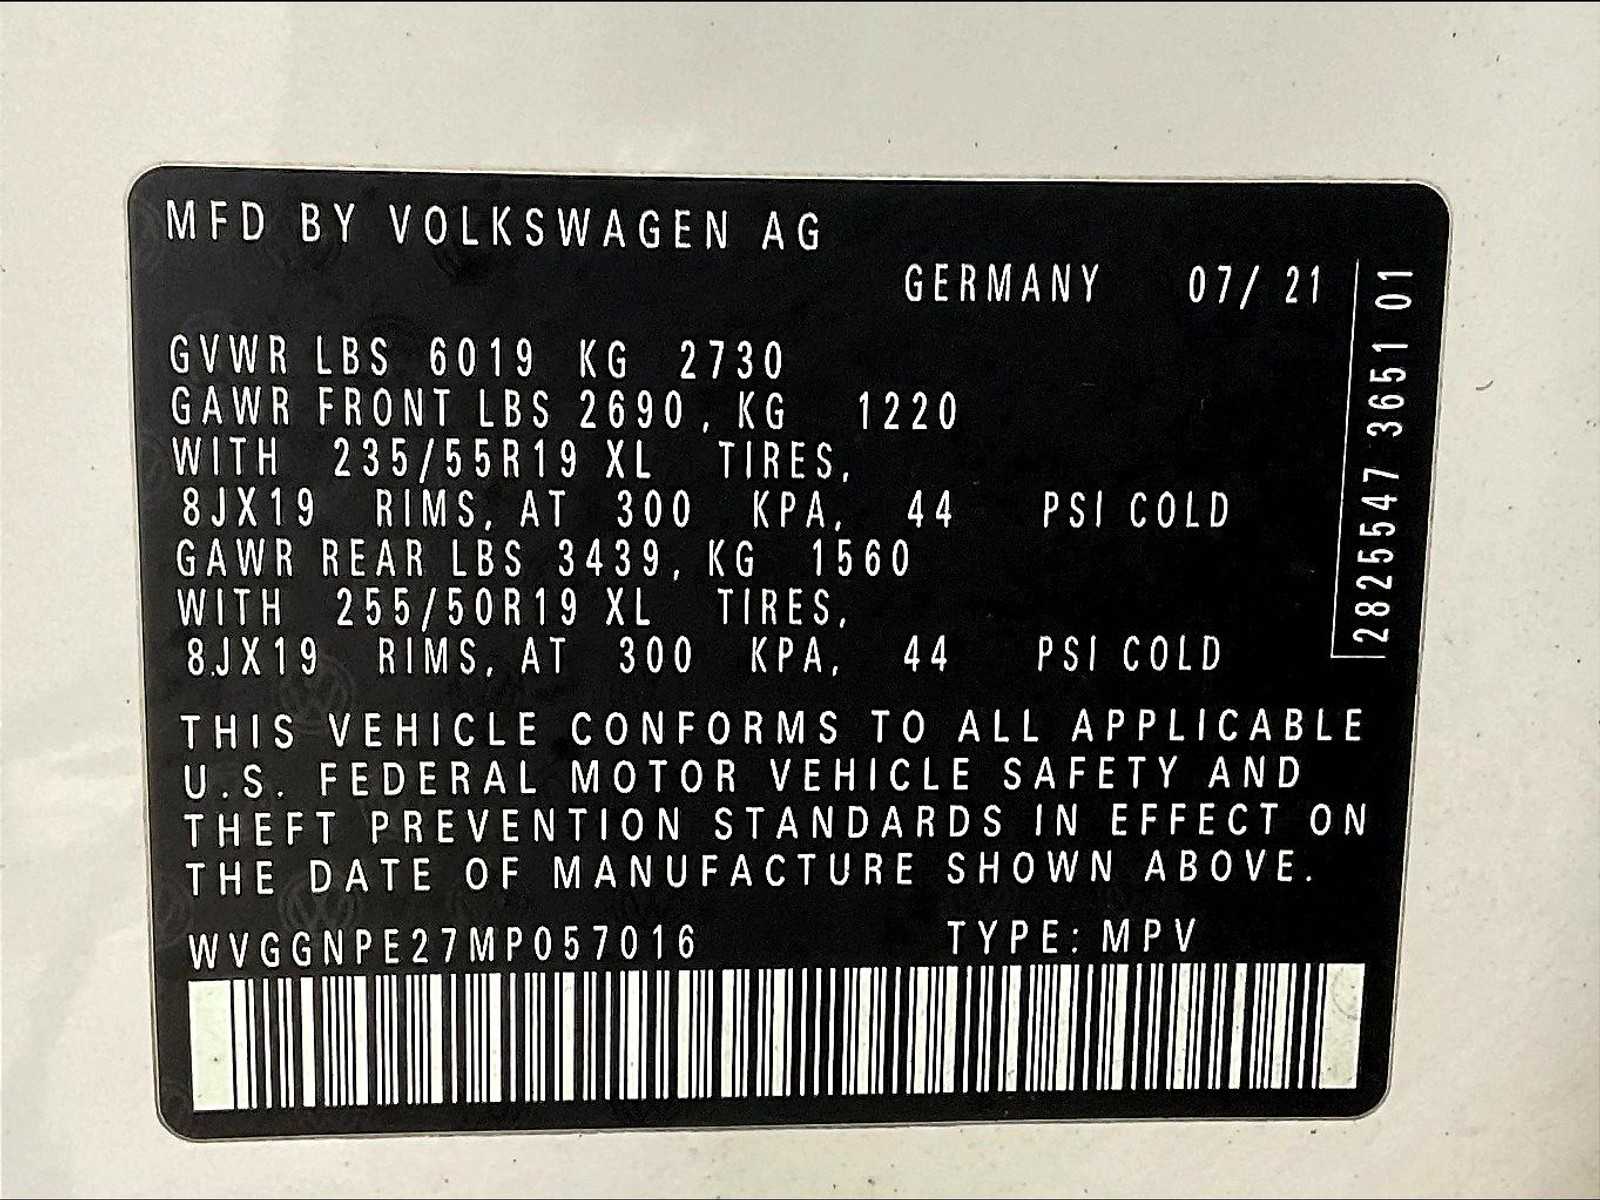 MFD BY VOLKSWAGEN AG
GERMANY 07/ 21
GVWR LBS 6019 KG 2730
GAWR FRONT LBS 2690, KG 1220
WITH 235/55R19 XL TIRES,
8JX19 RIMS, AT 300 KPA, 44 PSI COLD
GAWR REAR LBS 3439, KG 1560
WITH 255/50R19 XL TIRES,
8JX19 RIMS, AT 300 KPA, 44 PSI COLD
2825547 3651 01
THIS VEHICLE CONFORMS TO ALL APPLICABLE
U.S. FEDERAL MOTOR VEHICLE SAFETY AND
THEFT PREVENTION STANDARDS IN EFFECT ON
THE DATE OF MANUFACTURE SHOWN ABOVE.
WVGGNPE27MP057016 TYPE: MPV